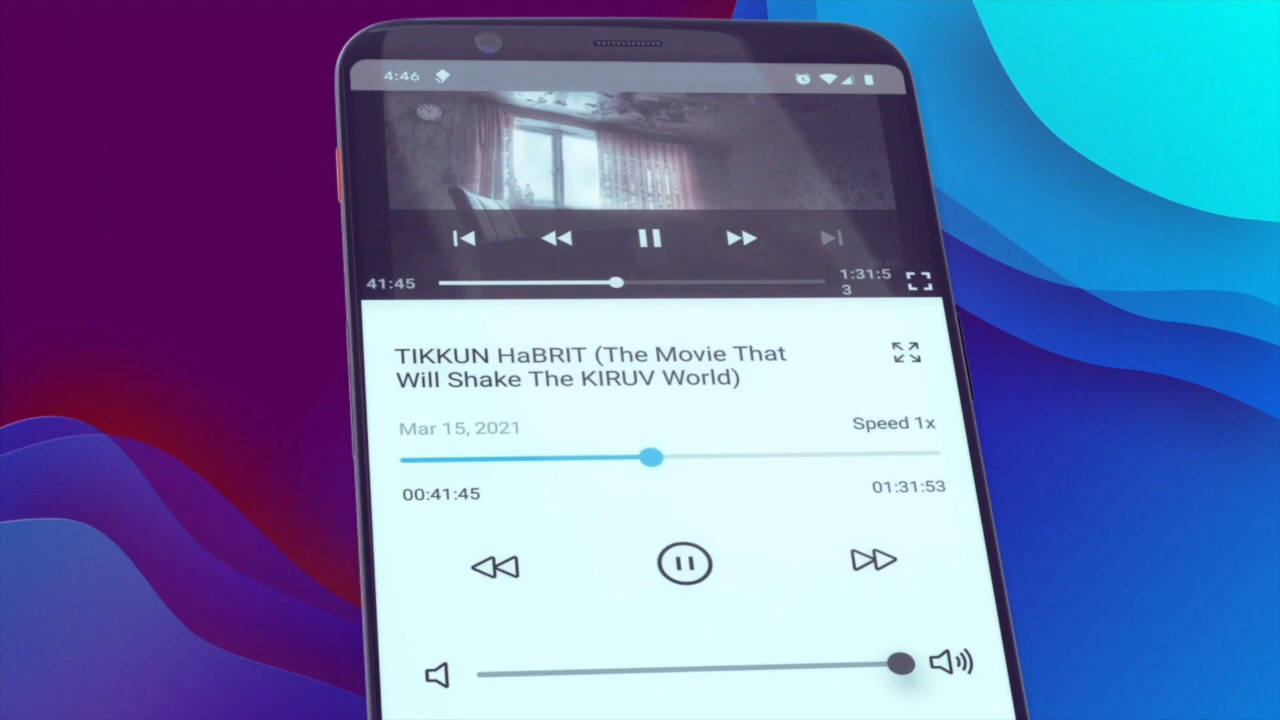 4:46
41:45
1:31:5
3
TIKKUN HaBRIT (The Movie That
Will Shake The KIRUV World)
Mar 15, 2021
Speed 1x
00:41:45
01:31:53